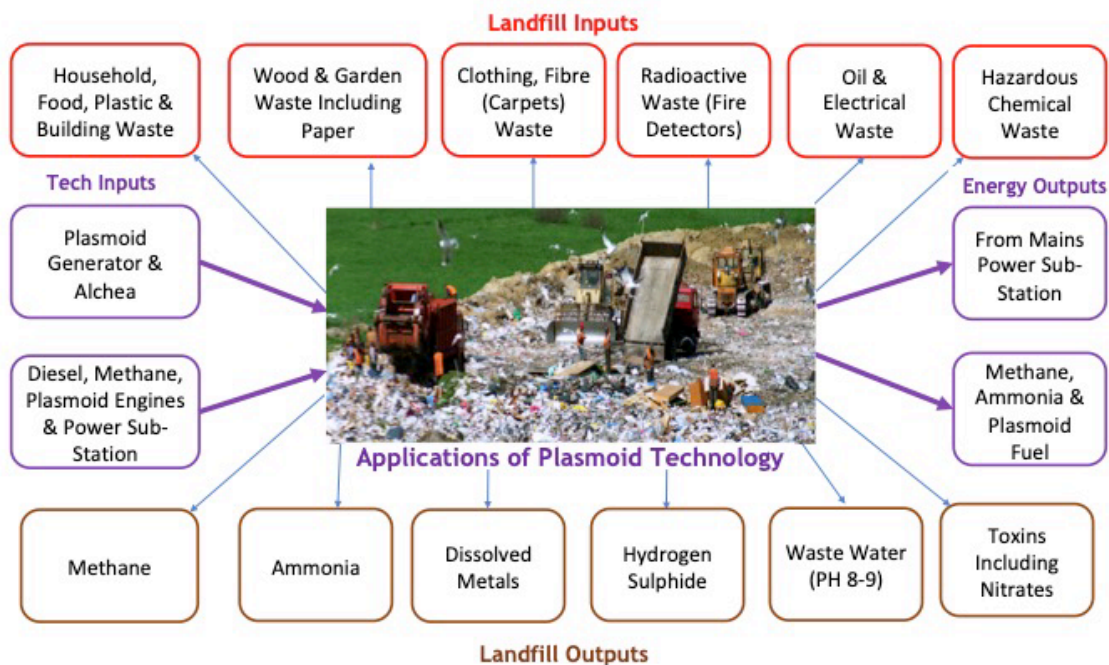 Landfill Inputs
Household,
Food, Plastic &
Building Waste
Wood & Garden
Waste Including
Paper
Clothing, Fibre
(Carpets)
Waste
Radioactive
Waste (Fire
Detectors)
Oil &
Electrical
Waste
Hazardous
Chemical
Waste
Tech Inputs
Energy Outputs
Plasmoid
Generator &
Alchea
From Mains
Power Sub-
Station
Diesel, Methane,
Plasmoid Engines
& Power Sub-
Station
Methane,
Ammonia &
Plasmoid
Fuel
Applications of Plasmoid Technology
Methane
Ammonia
Dissolved
Metals
Hydrogen
Sulphide
Waste Water
(PH 8-9)
Toxins
Including
Nitrates
Landfill Outputs